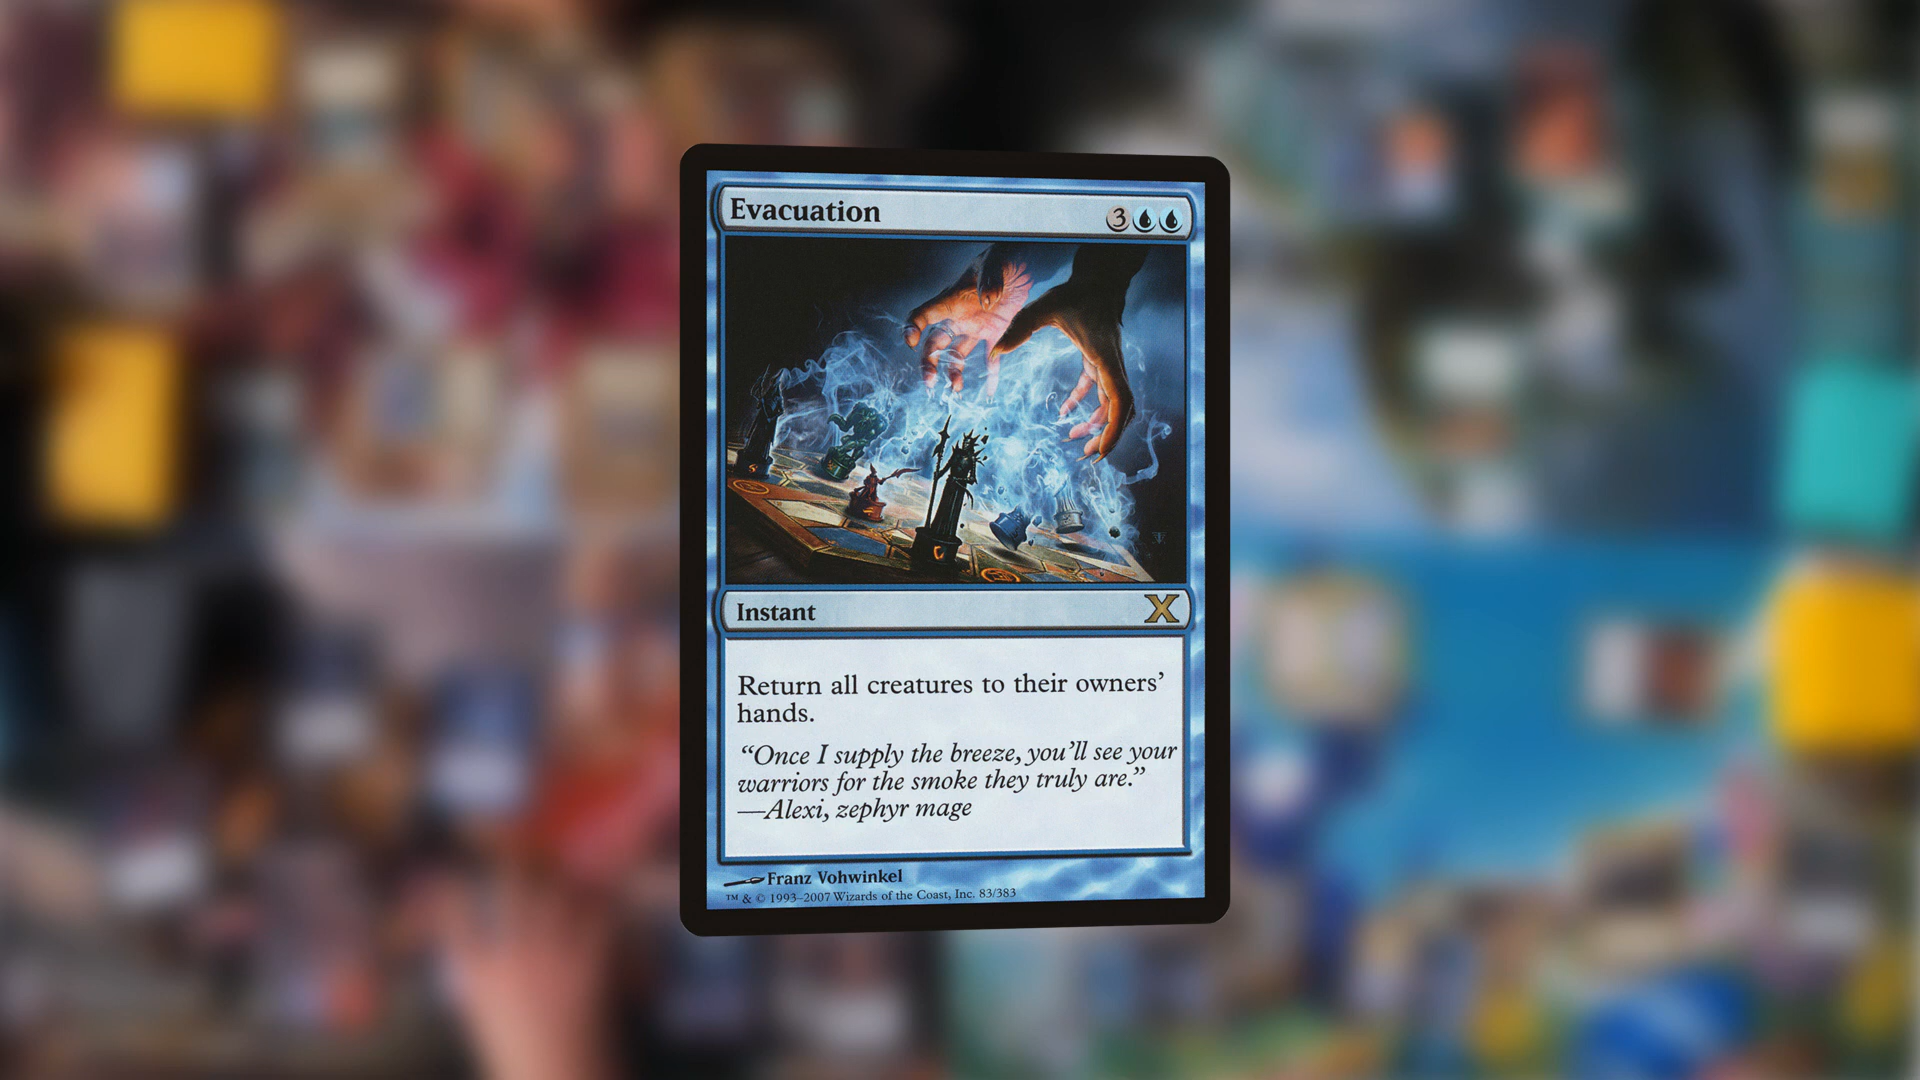 Evacuation
3
Instant
X
Return all creatures to their owners'
hands.
“Once I supply the breeze, you'll see your
warriors for the smoke they truly are.”
—Alexi, zephyr mage
Franz Vohwinkel
™ & © 1993–2007 Wizards of the Coast, Inc. 83/383